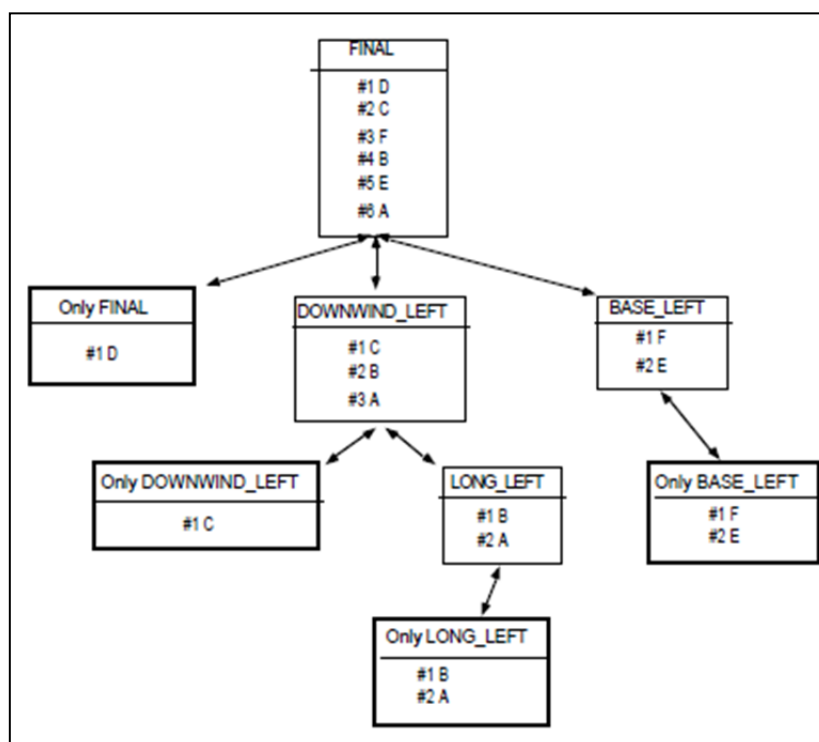 FINAL
#1 D
#2 C
#3 F
#4 B
#5 E
#6 A
Only FINAL
#1 D
DOWNWIND_LEFT
#1 C
#2 B
#3 A
BASE_LEFT
#1 F
#2 E
Only DOWNWIND_LEFT
#1 C
LONG_LEFT
#1 B
#2 A
Only BASE_LEFT
#1 F
#2 E
Only LONG_LEFT
#1 B
#2 A